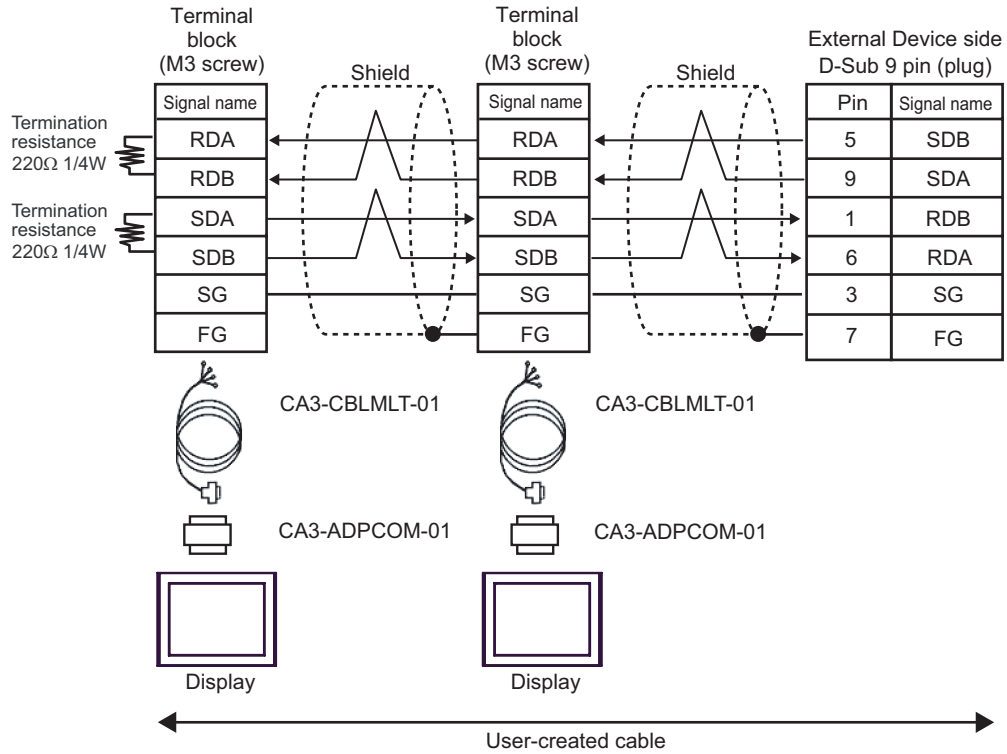 Terminal
block
(M3 screw)
Terminal
block
(M3 screw)
External Device side
D-Sub 9 pin (plug)
Shield
Shield
Signal name
Signal name
Pin
Signal name
Termination
resistance
220Ω 1/4W
RDA
RDA
5
SDB
RDB
RDB
9
SDA
Termination
resistance
220Ω 1/4W
SDA
SDA
1
RDB
SDB
SDB
6
RDA
SG
SG
3
SG
FG
FG
7
FG
CA3-CBLMLT-01
CA3-CBLMLT-01
CA3-ADPCOM-01
CA3-ADPCOM-01
Display
Display
User-created cable